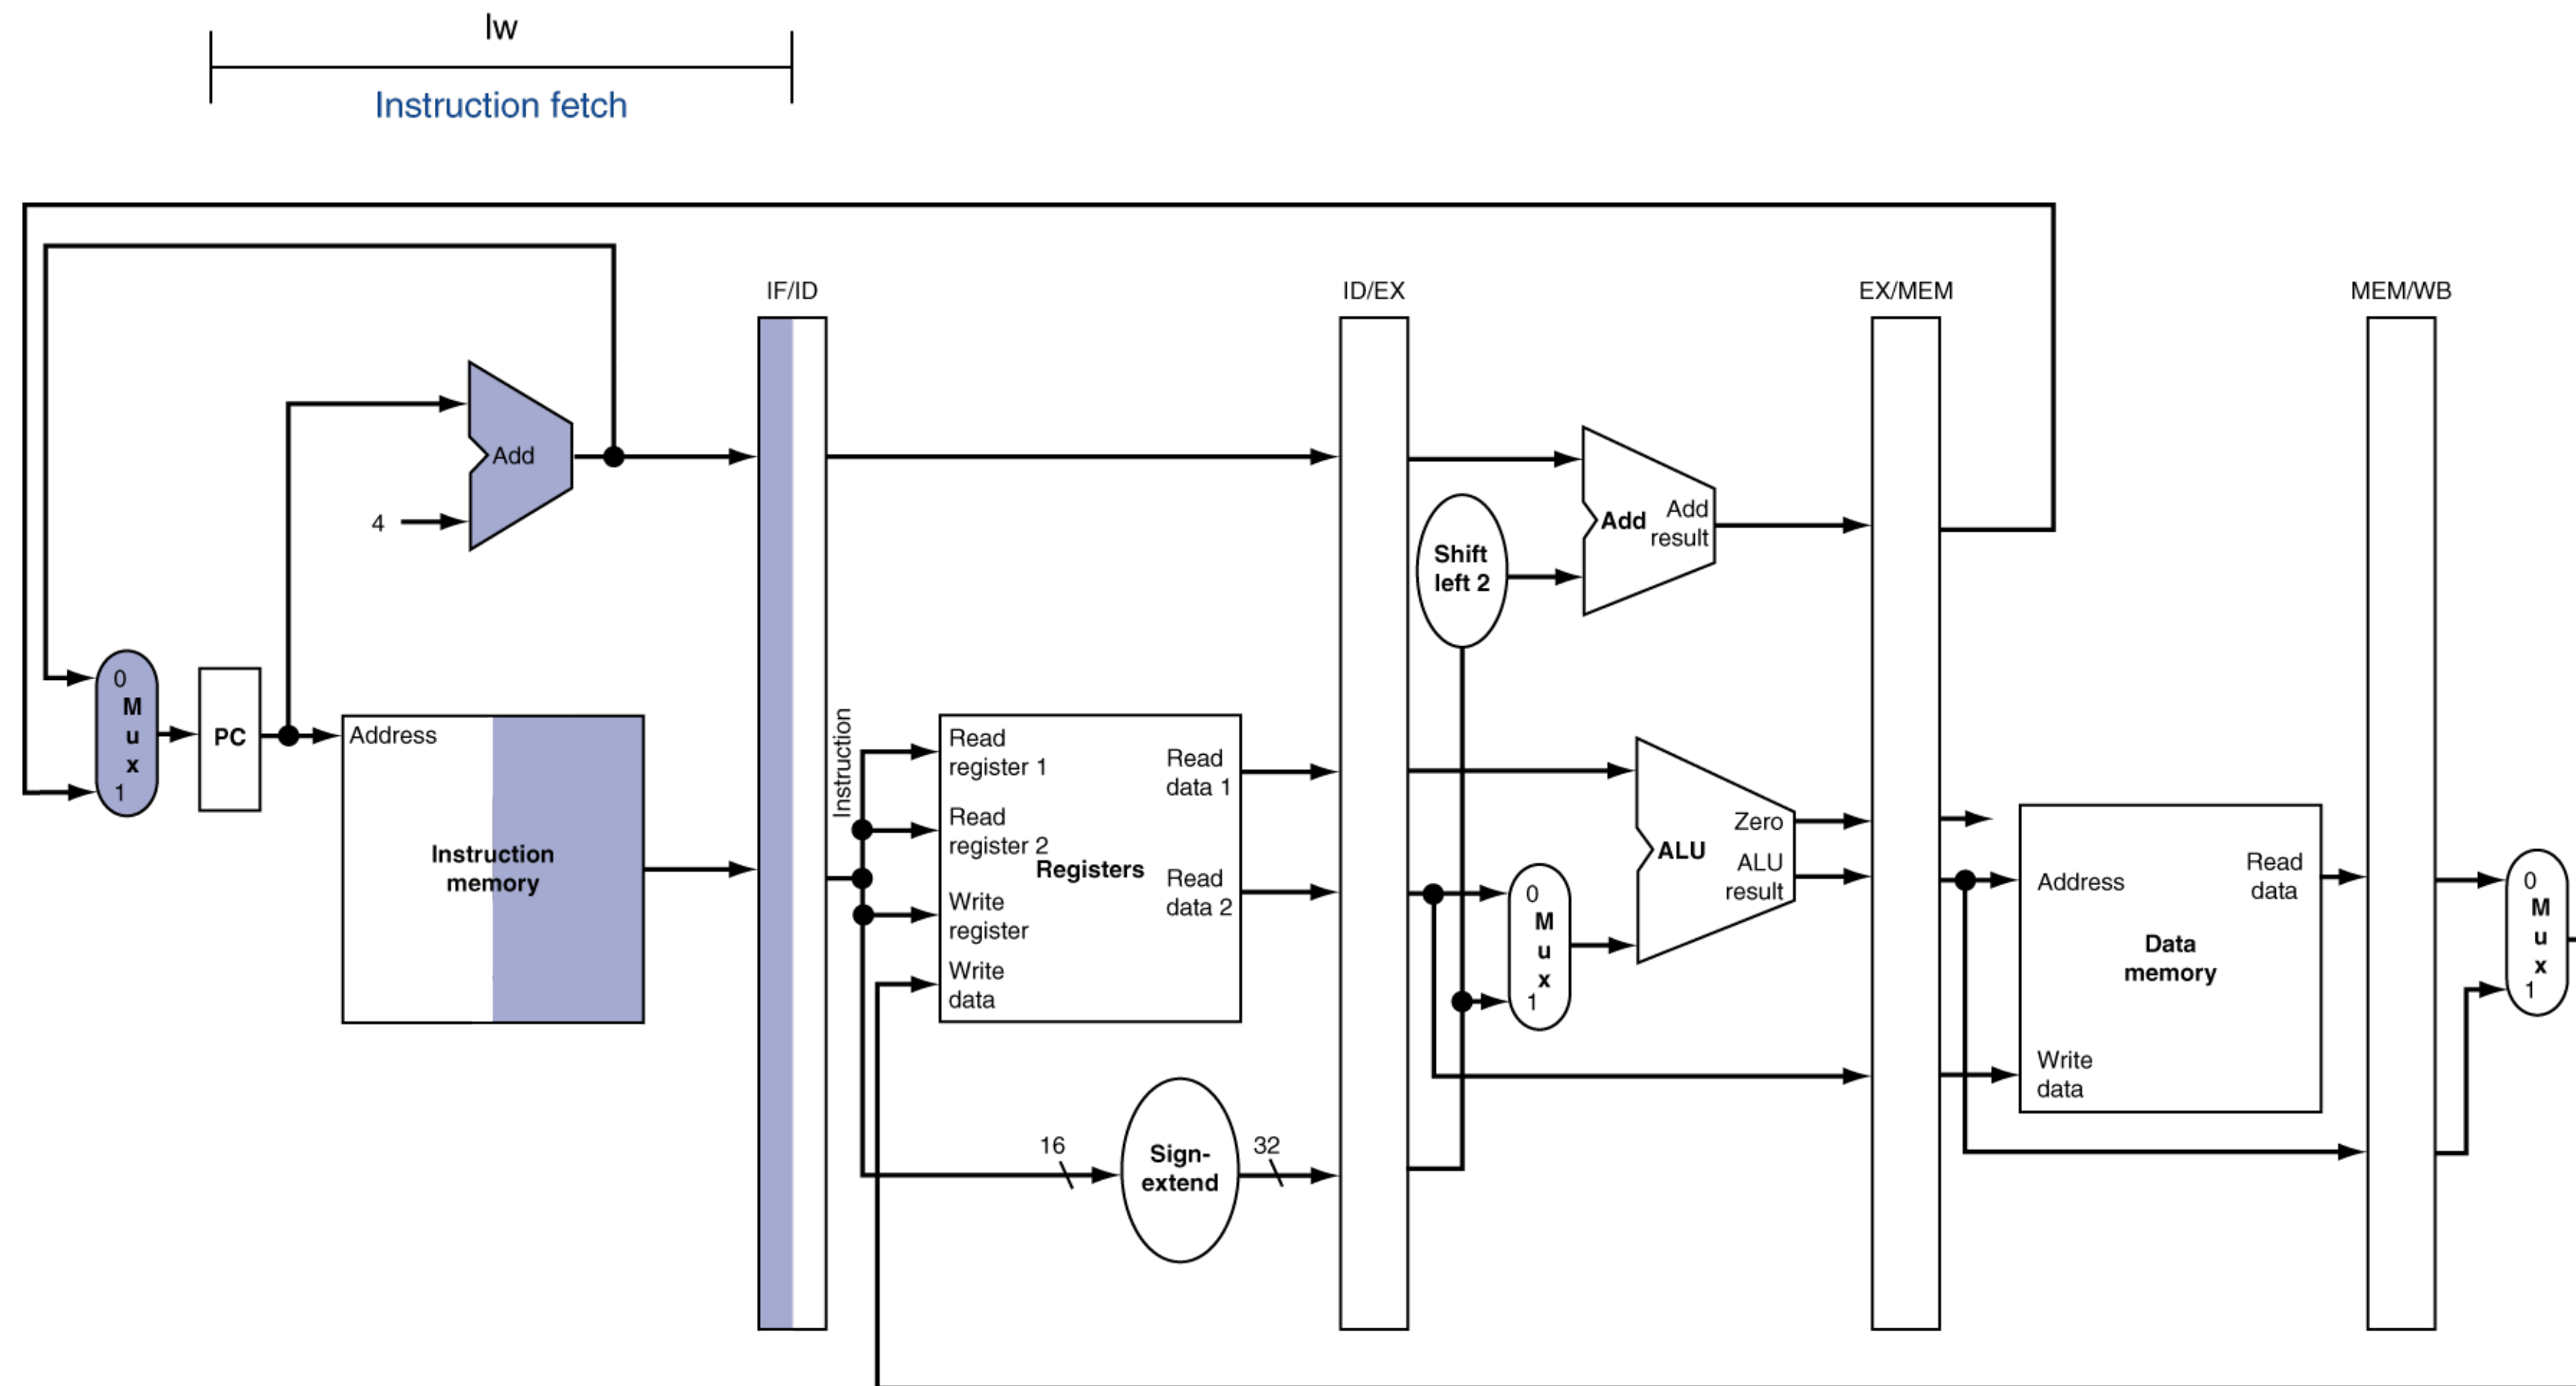 lw
Instruction fetch
IF/ID
ID/EX
EX/MEM
MEM/WB
Add
4
0
M
u
x
1
PC
Address
Instruction
memory
Instruction
Read
register 1
Read
register 2
Write
register
Write
data
Registers
Read
data 1
Read
data 2
16
Sign-
extend
32
Shift
left 2
Add
Add
result
0
M
u
x
1
ALU
Zero
ALU
result
Address
Read
data
Data
memory
Write
data
0
M
u
x
1